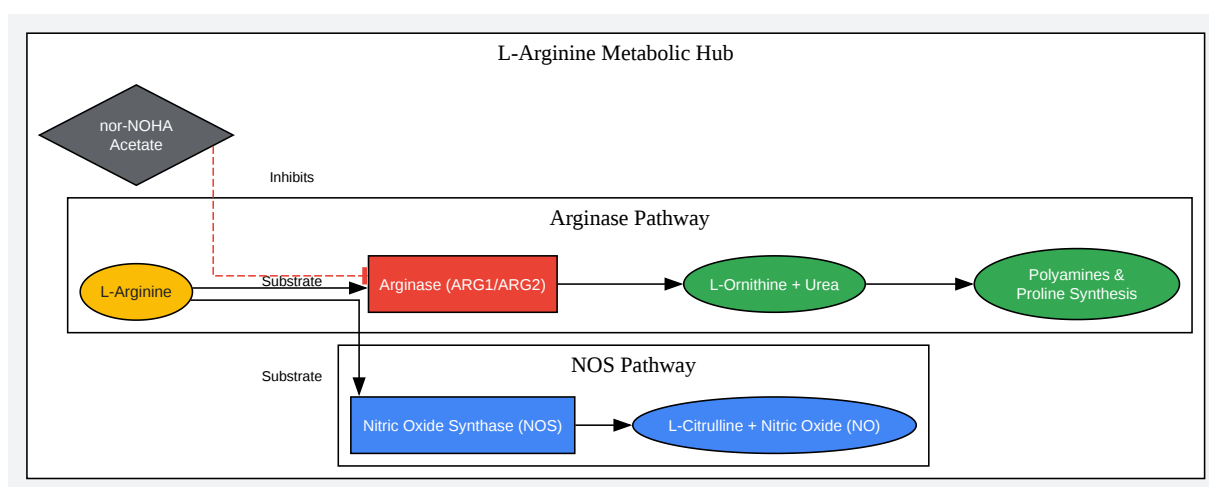 L-Arginine Metabolic Hub
nor-NOHA
Acetate
Inhibits
Arginase Pathway
L-Arginine
Substrate
Arginase (ARG1/ARG2)
L-Ornithine + Urea
Polyamines &
Proline Synthesis
NOS Pathway
Substrate
Nitric Oxide Synthase (NOS)
L-Citrulline + Nitric Oxide (NO)